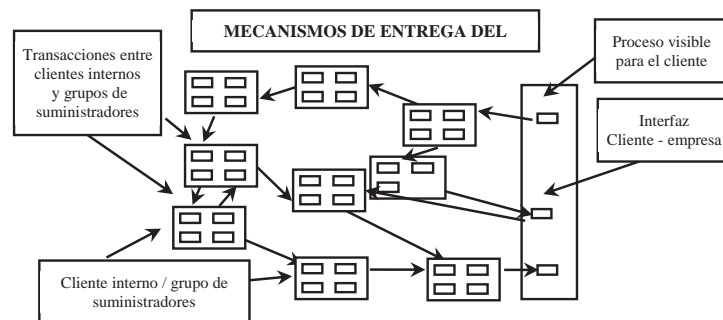 MECANISMOS DE ENTREGA DEL
Transacciones entre
clientes internos
y grupos de
suministradores
Proceso visible
para el cliente
Interfaz
Cliente - empresa
Cliente interno / grupo de
suministradores